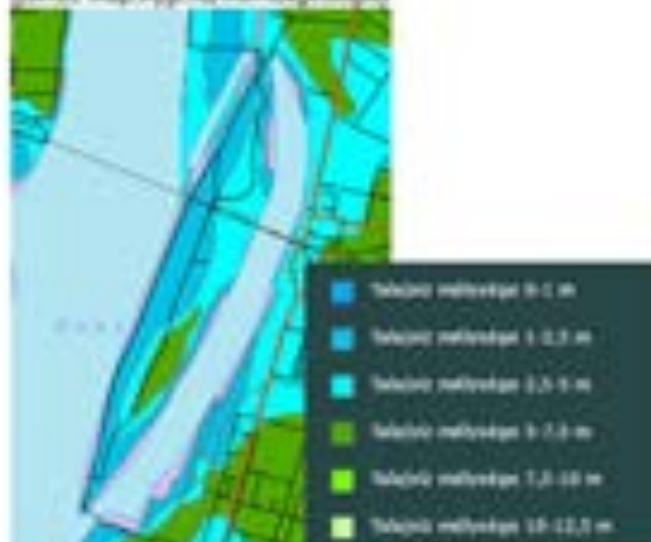 Talajvíz mélysége 0-1 m
Talajvíz mélysége 1-2,5 m
Talajvíz mélysége 2,5-5 m
Talajvíz mélysége 5-7,5 m
Talajvíz mélysége 7,5-10 m
Talajvíz mélysége 10-12,5 m